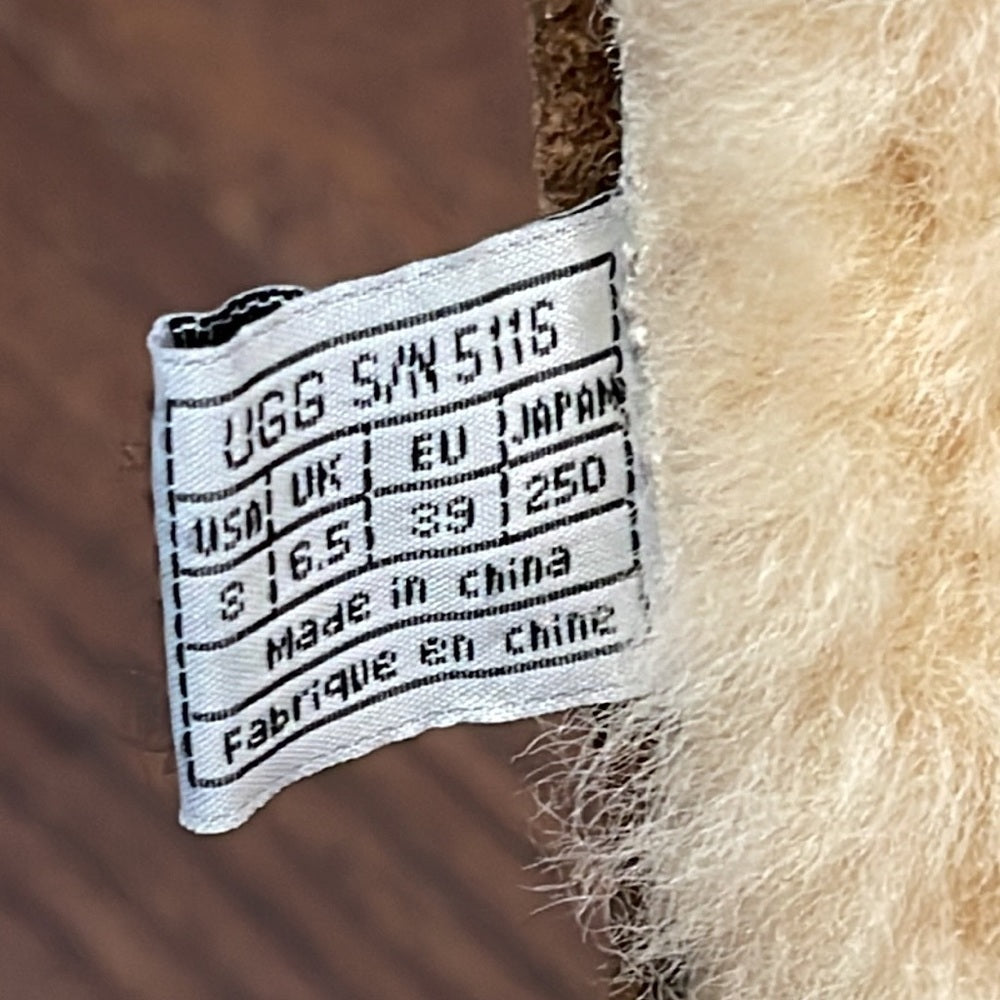 UGG S/N 5116
USA UK EU JAPAN
8 6.5 39 250
Made in china
Fabrique en chine